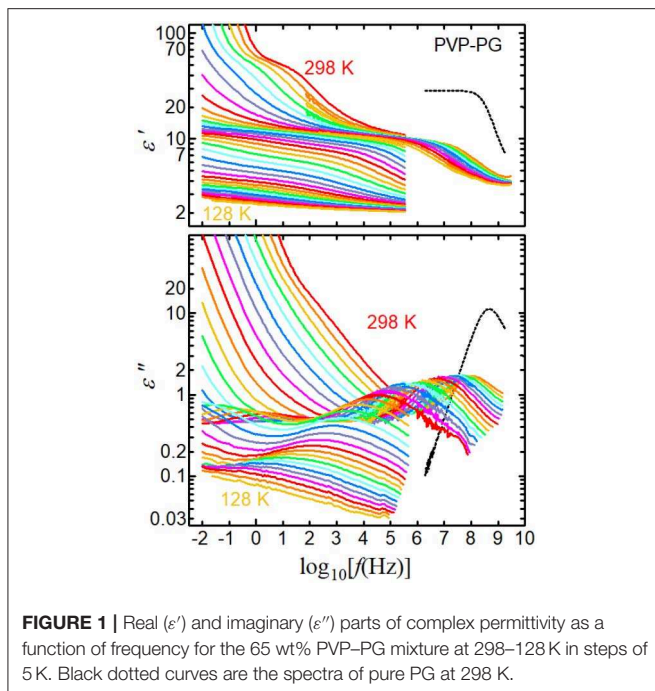 100
70
PVP-PG
298 K
20
ε′
10
7
128 K
2
20
298 K
10
ε″
2
1
0.2
0.1
128 K
0.03
-2 -1 0 1 2 3 4 5 6 7 8 9 10
log₁₀[f(Hz)]
FIGURE 1 | Real (ε′) and imaginary (ε″) parts of complex permittivity as a
function of frequency for the 65 wt% PVP–PG mixture at 298–128 K in steps of
5 K. Black dotted curves are the spectra of pure PG at 298 K.